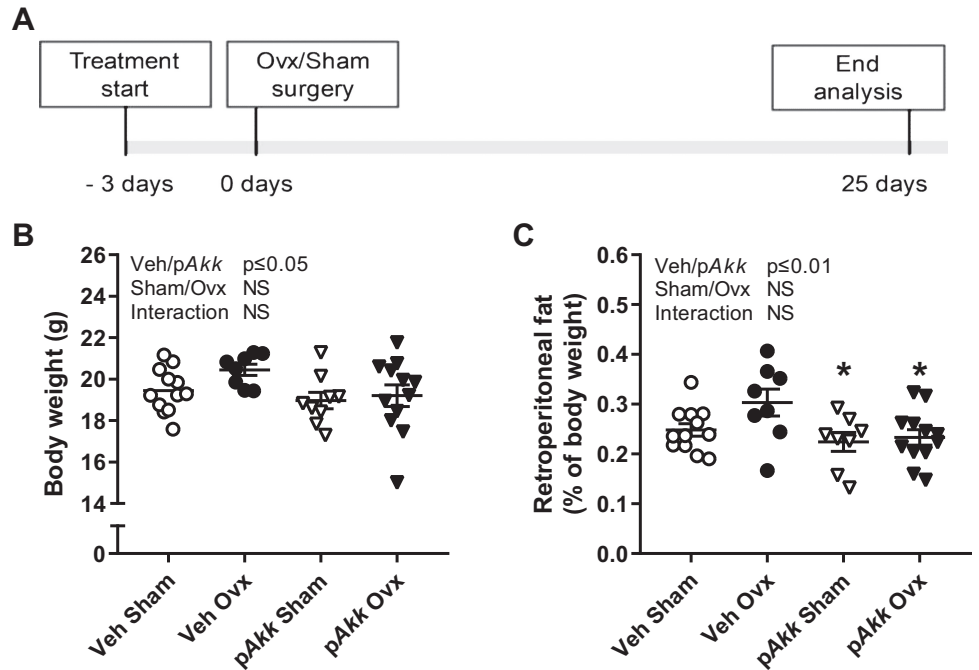 A
Treatment
start
Ovx/Sham
surgery
End
analysis
- 3 days
0 days
25 days
B
Veh/pAkk p≤0.05
Sham/Ovx NS
Interaction NS
Body weight (g)
26
24
22
20
18
16
14
0
Veh Sham
Veh Ovx
pAkk Sham
pAkk Ovx
C
Veh/pAkk p≤0.01
Sham/Ovx NS
Interaction NS
Retroperitoneal fat
(% of body weight)
0.6
0.5
0.4
0.3
0.2
0.1
0.0
*
*
Veh Sham
Veh Ovx
pAkk Sham
pAkk Ovx